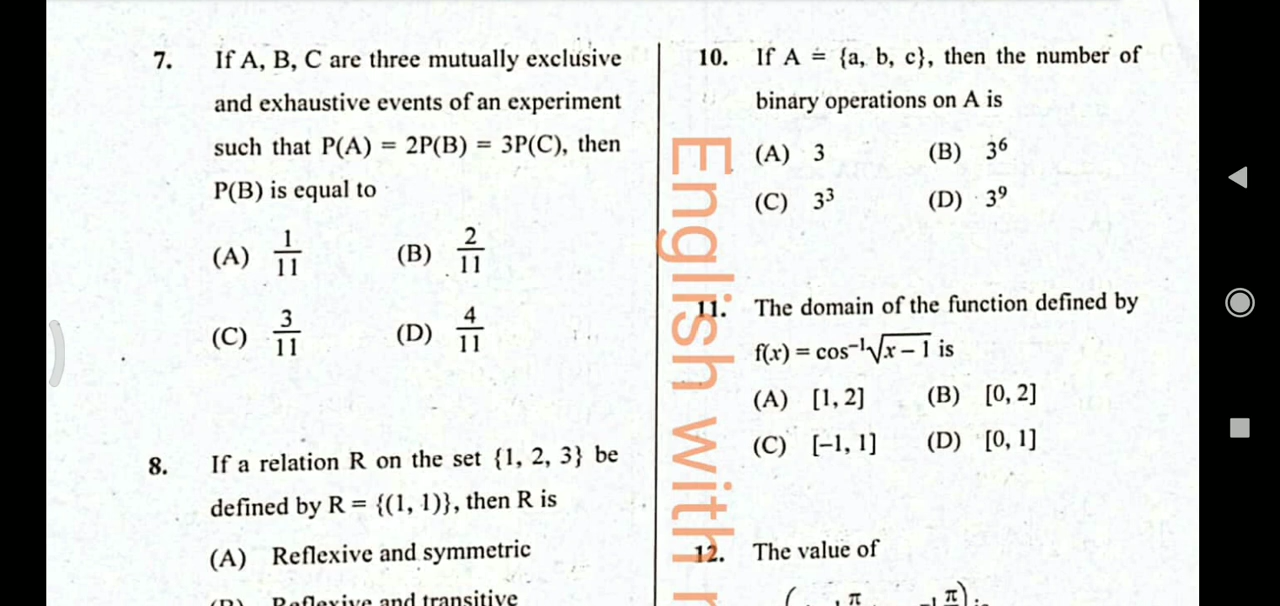 7. If A, B, C are three mutually exclusive
and exhaustive events of an experiment
such that P(A) = 2P(B) = 3P(C), then
P(B) is equal to
(A) 1/11 (B) 2/11
(C) 3/11 (D) 4/11
8. If a relation R on the set {1, 2, 3} be
defined by R = {(1, 1)}, then R is
(A) Reflexive and symmetric
(B) Reflexive and transitive
English with
10. If A = {a, b, c}, then the number of
binary operations on A is
(A) 3 (B) 3⁶
(C) 3³ (D) 3⁹
11. The domain of the function defined by
f(x) = cos⁻¹√(x – 1) is
(A) [1, 2] (B) [0, 2]
(C) [–1, 1] (D) [0, 1]
12. The value of